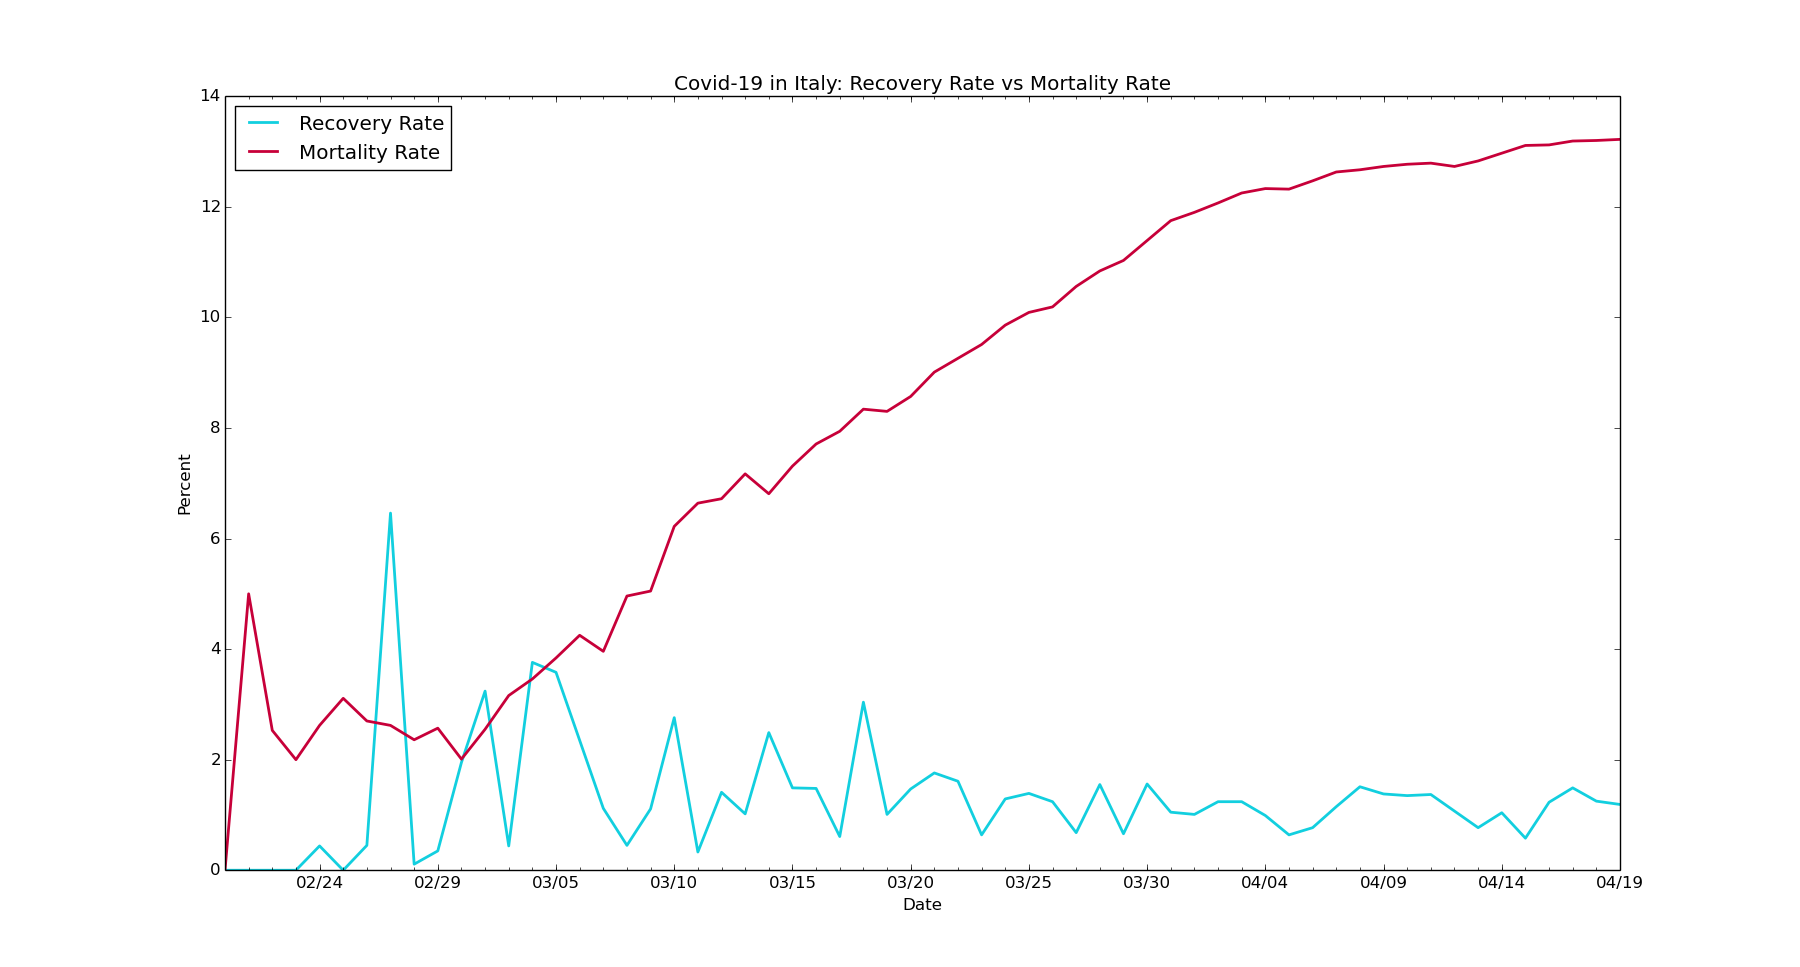 Covid-19 in Italy: Recovery Rate vs Mortality Rate
Recovery Rate
Mortality Rate
14
12
10
8
6
4
2
0
Percent
02/24 02/29 03/05 03/10 03/15 03/20 03/25 03/30 04/04 04/09 04/14 04/19
Date